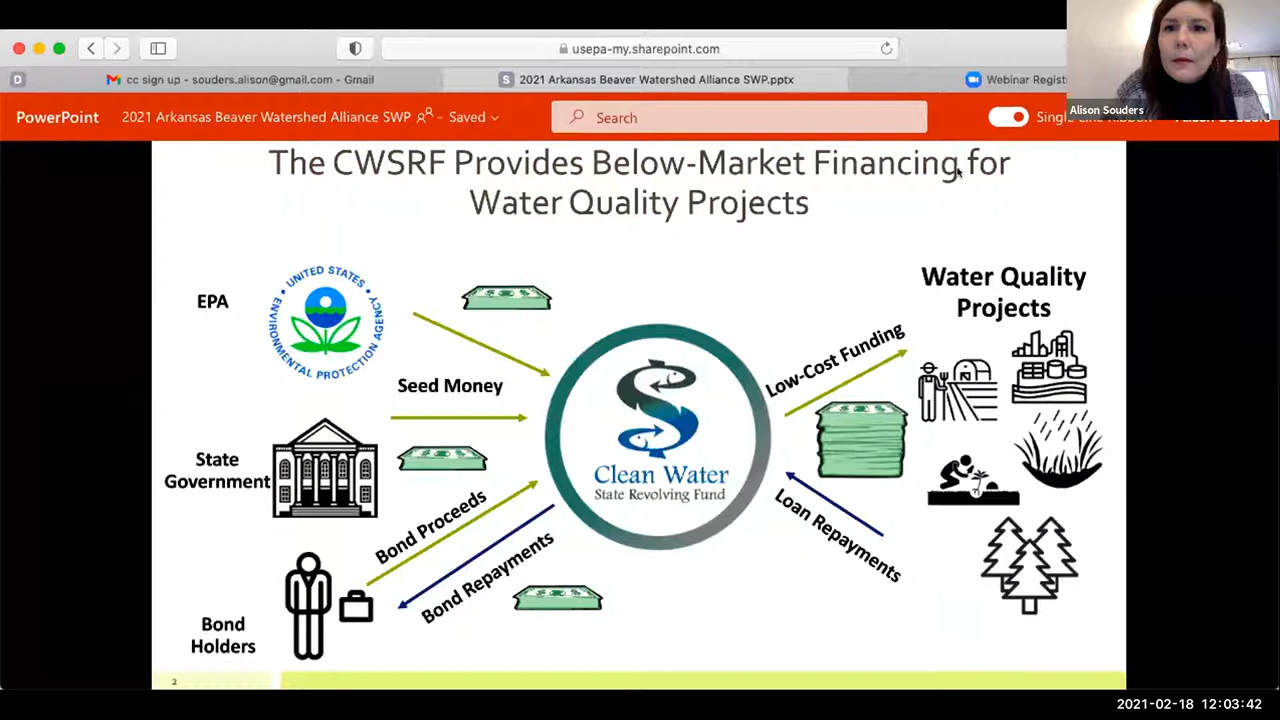 usepa-my.sharepoint.com
D
cc sign up - souders.alison@gmail.com - Gmail
S
2021 Arkansas Beaver Watershed Alliance SWP.pptx
Webinar Regist
Alison Souders
PowerPoint
2021 Arkansas Beaver Watershed Alliance SWP - Saved
Search
The CWSRF Provides Below-Market Financing for
Water Quality Projects
EPA
UNITED STATES
ENVIRONMENTAL PROTECTION AGENCY
Water Quality
Projects
Seed Money
Low-Cost Funding
State
Government
Clean Water
State Revolving Fund
Bond Proceeds
Bond Repayments
Loan Repayments
Bond
Holders
2
2021-02-18 12:03:42